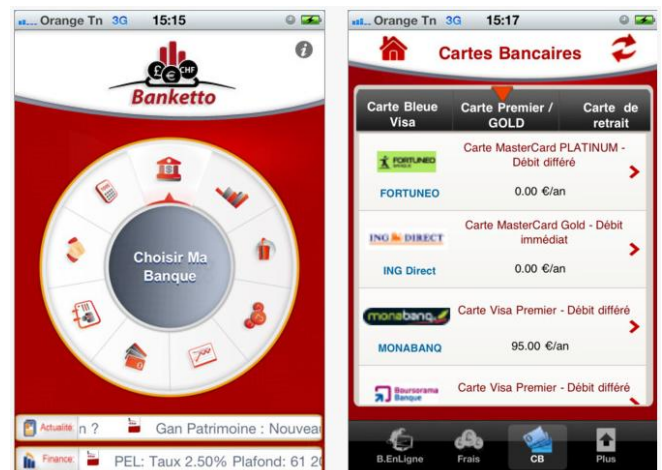 Orange Tn 3G 15:15
£ € CHF
Banketto
Choisir Ma
Banque
Actualité: n ? Gan Patrimoine : Nouveau
Finance: PEL: Taux 2.50% Plafond: 61 20
Orange Tn 3G 15:17
Cartes Bancaires
Carte Bleue
Visa
Carte Premier /
GOLD
Carte de
retrait
FORTUNEO
Carte MasterCard PLATINUM -
Débit différé
FORTUNEO
0.00 €/an
ING DIRECT
Carte MasterCard Gold - Débit
immédiat
ING Direct
0.00 €/an
monabanq.
Carte Visa Premier - Débit différé
MONABANQ
95.00 €/an
Boursorama
Banque
Carte Visa Premier - Débit différé
B.EnLigne Frais CB Plus